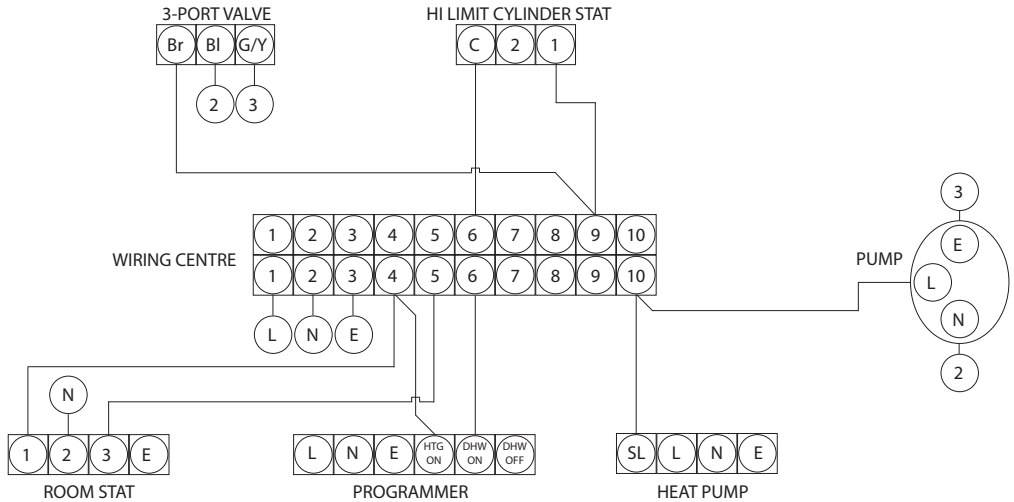 3-PORT VALVE
HI LIMIT CYLINDER STAT
Br Bl G/Y
C 2 1
2 3
3
1 2 3 4 5 6 7 8 9 10
E
WIRING CENTRE
PUMP
1 2 3 4 5 6 7 8 9 10
L
N
L N E
2
N
1 2 3 E
L N E HTG ON DHW ON DHW OFF
SL L N E
ROOM STAT
PROGRAMMER
HEAT PUMP